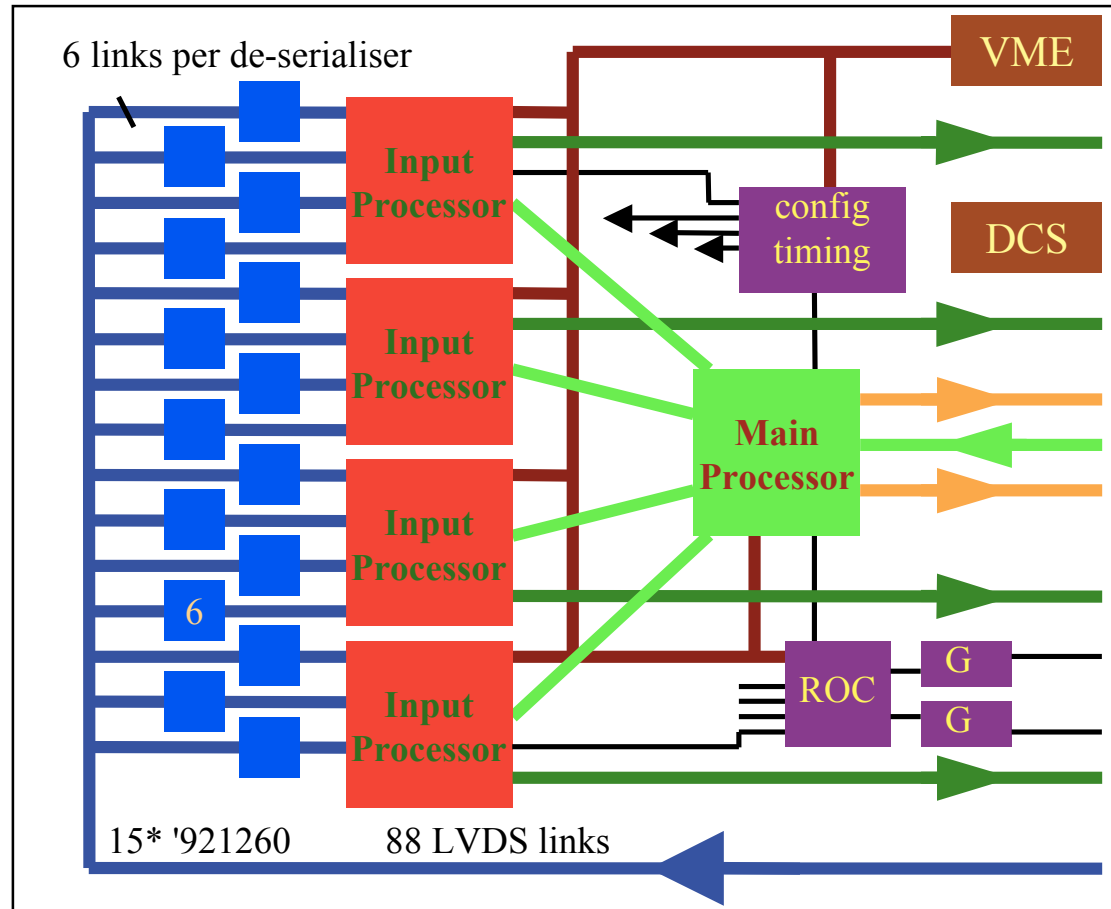 6 links per de-serialiser
VME
Input
Processor
config
timing
DCS
Input
Processor
Main
Processor
Input
Processor
6
Input
Processor
ROC
G
G
15* '921260
88 LVDS links